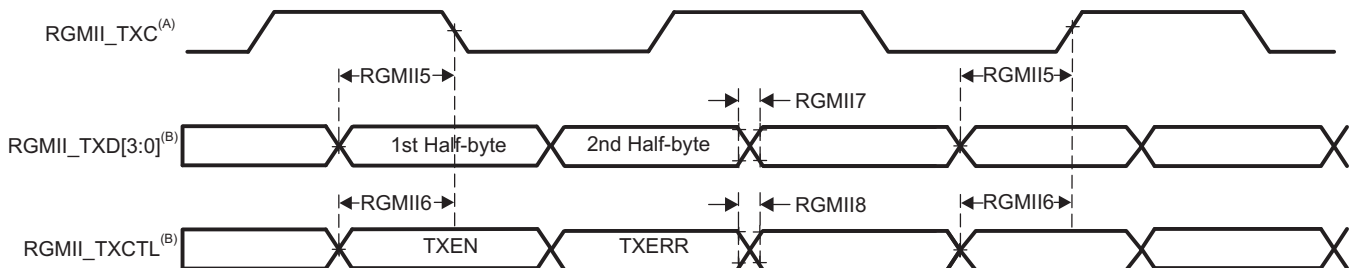 RGMII_TXC(A)
RGMII5
RGMII5
RGMII7
RGMII_TXD[3:0](B)
1st Half-byte
2nd Half-byte
RGMII6
RGMII8
RGMII6
RGMII_TXCTL(B)
TXEN
TXERR